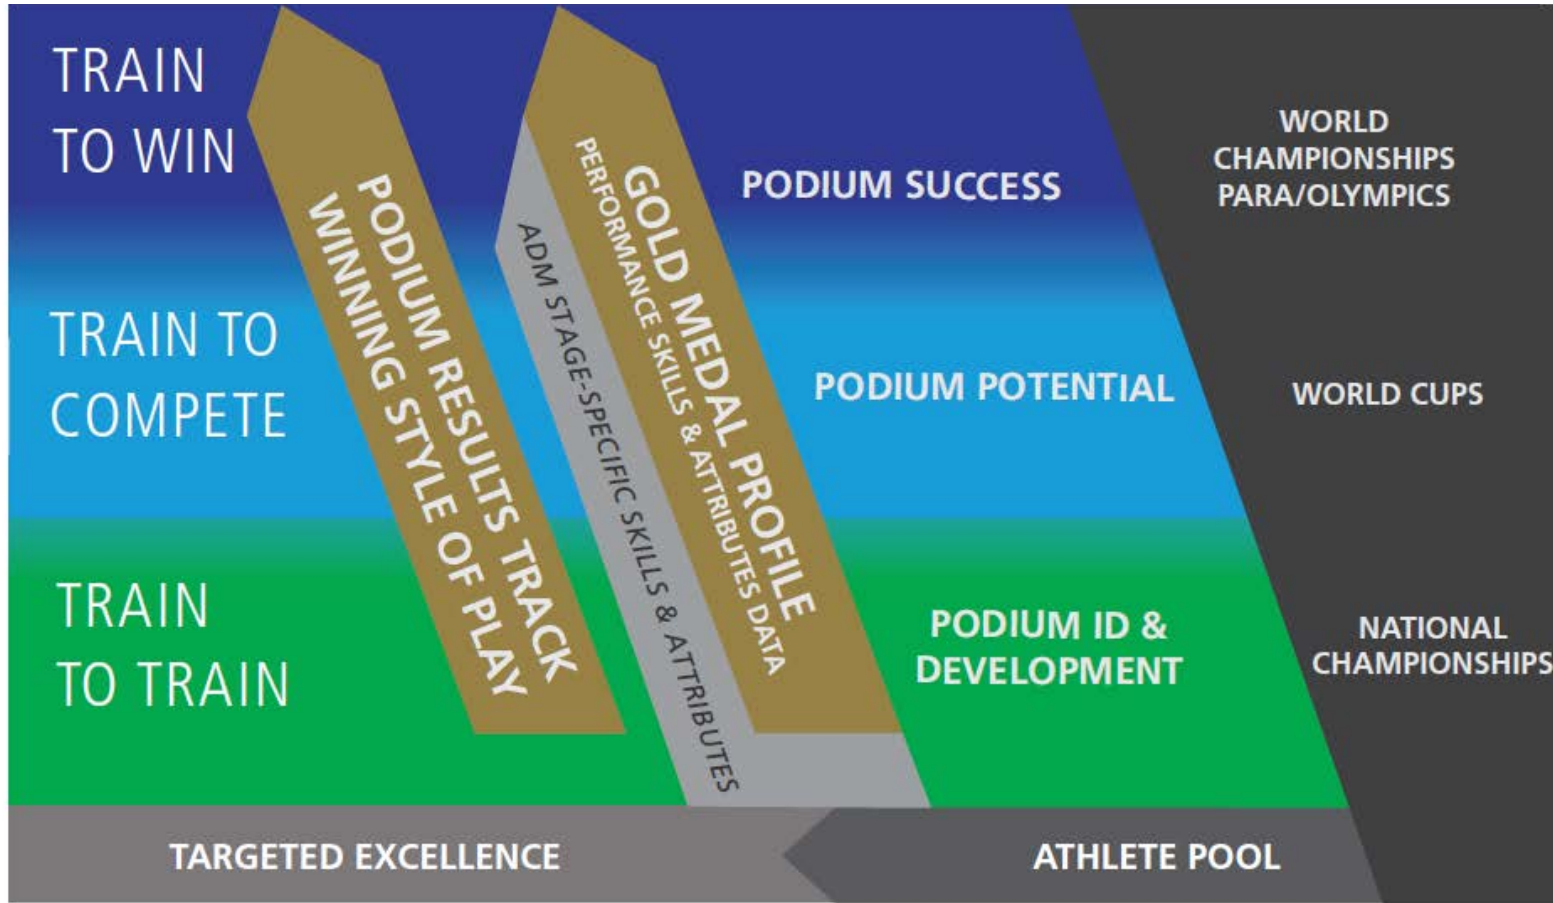 TRAIN
TO WIN
TRAIN TO
COMPETE
TRAIN
TO TRAIN
PODIUM RESULTS TRACK
WINNING STYLE OF PLAY
ADM STAGE-SPECIFIC SKILLS & ATTRIBUTES
GOLD MEDAL PROFILE
PERFORMANCE SKILLS & ATTRIBUTES DATA
PODIUM SUCCESS
PODIUM POTENTIAL
PODIUM ID &
DEVELOPMENT
WORLD
CHAMPIONSHIPS
PARA/OLYMPICS
WORLD CUPS
NATIONAL
CHAMPIONSHIPS
TARGETED EXCELLENCE
ATHLETE POOL